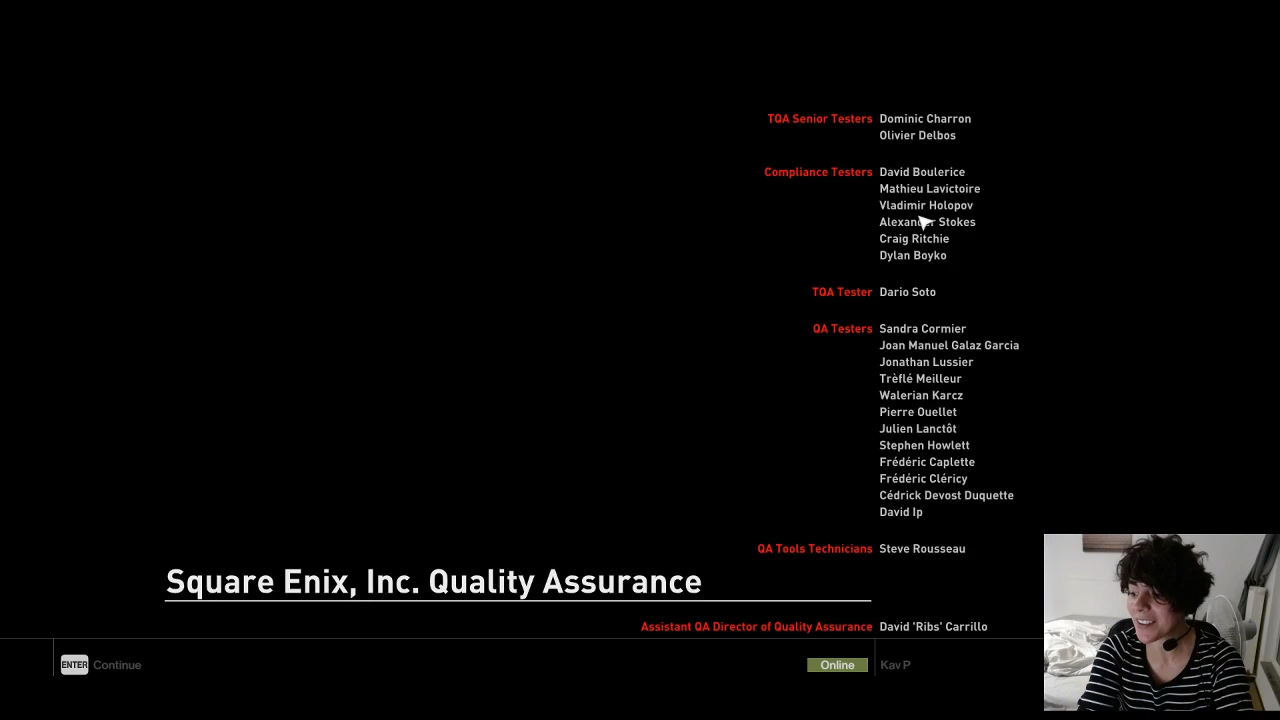 TQA Senior Testers Dominic Charron
Olivier Delbos
Compliance Testers David Boulerice
Mathieu Lavictoire
Vladimir Holopov
Alexander Stokes
Craig Ritchie
Dylan Boyko
TQA Tester Dario Soto
QA Testers Sandra Cormier
Joan Manuel Galaz Garcia
Jonathan Lussier
Trèflé Meilleur
Walerian Karcz
Pierre Ouellet
Julien Lanctôt
Stephen Howlett
Frédéric Caplette
Frédéric Cléricy
Cédrick Devost Duquette
David Ip
QA Tools Technicians Steve Rousseau
Square Enix, Inc. Quality Assurance
Assistant QA Director of Quality Assurance David 'Ribs' Carrillo
ENTER Continue
Online Kav P